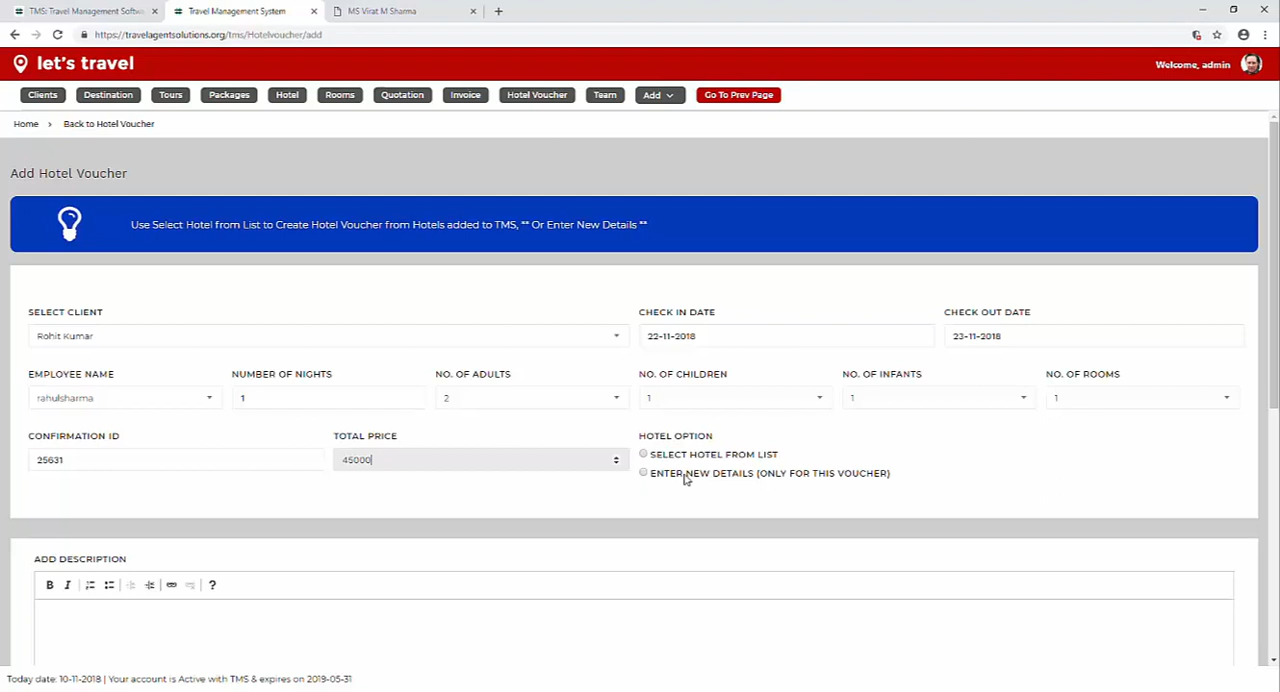 TMS: Travel Management Softw
Travel Management System
MS Virat M Sharma
https://travelagentsolutions.org/tms/Hotelvoucher/add
let's travel
Welcome, admin
Clients
Destination
Tours
Packages
Hotel
Rooms
Quotation
Invoice
Hotel Voucher
Team
Add
Go To Prev Page
Home > Back to Hotel Voucher
Add Hotel Voucher
Use Select Hotel from List to Create Hotel Voucher from Hotels added to TMS, ** Or Enter New Details **
SELECT CLIENT
CHECK IN DATE
CHECK OUT DATE
Rohit Kumar
22-11-2018
23-11-2018
EMPLOYEE NAME
NUMBER OF NIGHTS
NO. OF ADULTS
NO. OF CHILDREN
NO. OF INFANTS
NO. OF ROOMS
rahulsharma
1
2
1
1
1
CONFIRMATION ID
TOTAL PRICE
HOTEL OPTION
25631
45000
SELECT HOTEL FROM LIST
ENTER NEW DETAILS (ONLY FOR THIS VOUCHER)
ADD DESCRIPTION
B I ?
Today date: 10-11-2018 | Your account is Active with TMS & expires on 2019-05-31